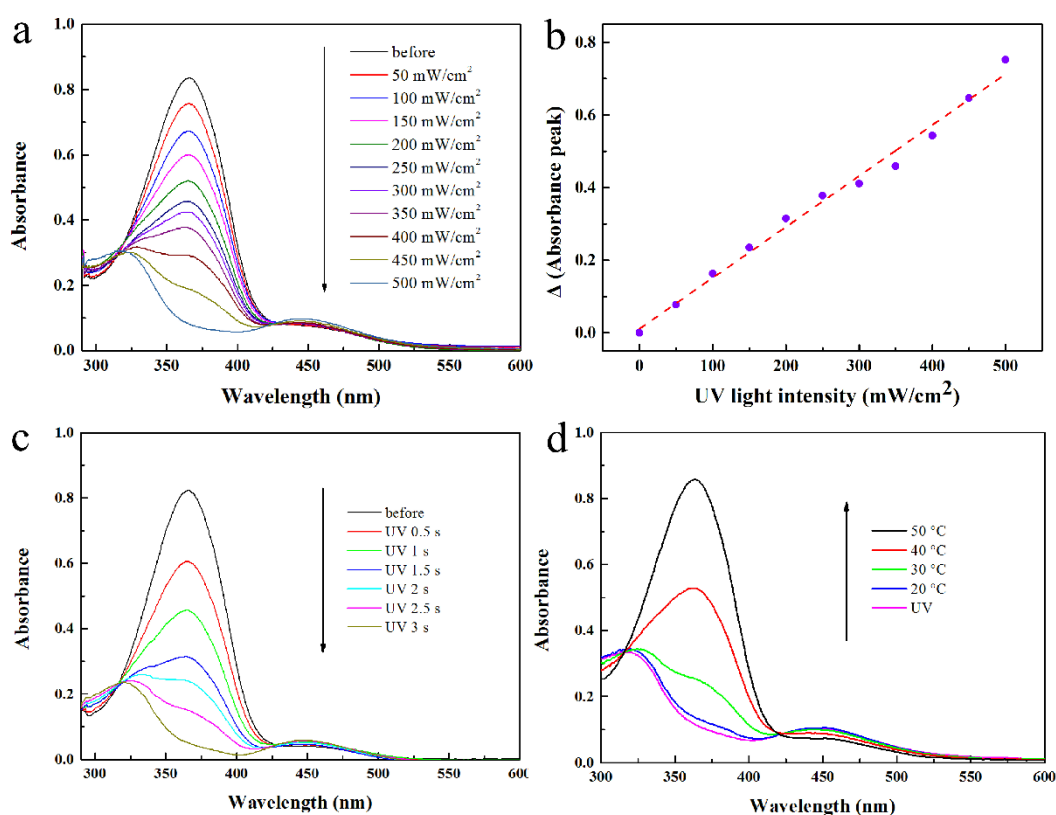 a
1.0
0.8
0.6
0.4
0.2
0.0
Absorbance
before
50 mW/cm²
100 mW/cm²
150 mW/cm²
200 mW/cm²
250 mW/cm²
300 mW/cm²
350 mW/cm²
400 mW/cm²
450 mW/cm²
500 mW/cm²
300 350 400 450 500 550 600
Wavelength (nm)
b
0.8
0.6
0.4
0.2
0.0
Δ (Absorbance peak)
0 100 200 300 400 500
UV light intensity (mW/cm²)
c
1.0
0.8
0.6
0.4
0.2
0.0
Absorbance
before
UV 0.5 s
UV 1 s
UV 1.5 s
UV 2 s
UV 2.5 s
UV 3 s
300 350 400 450 500 550 600
Wavelength (nm)
d
1.0
0.8
0.6
0.4
0.2
0.0
Absorbance
50 °C
40 °C
30 °C
20 °C
UV
300 350 400 450 500 550 600
Wavelength (nm)